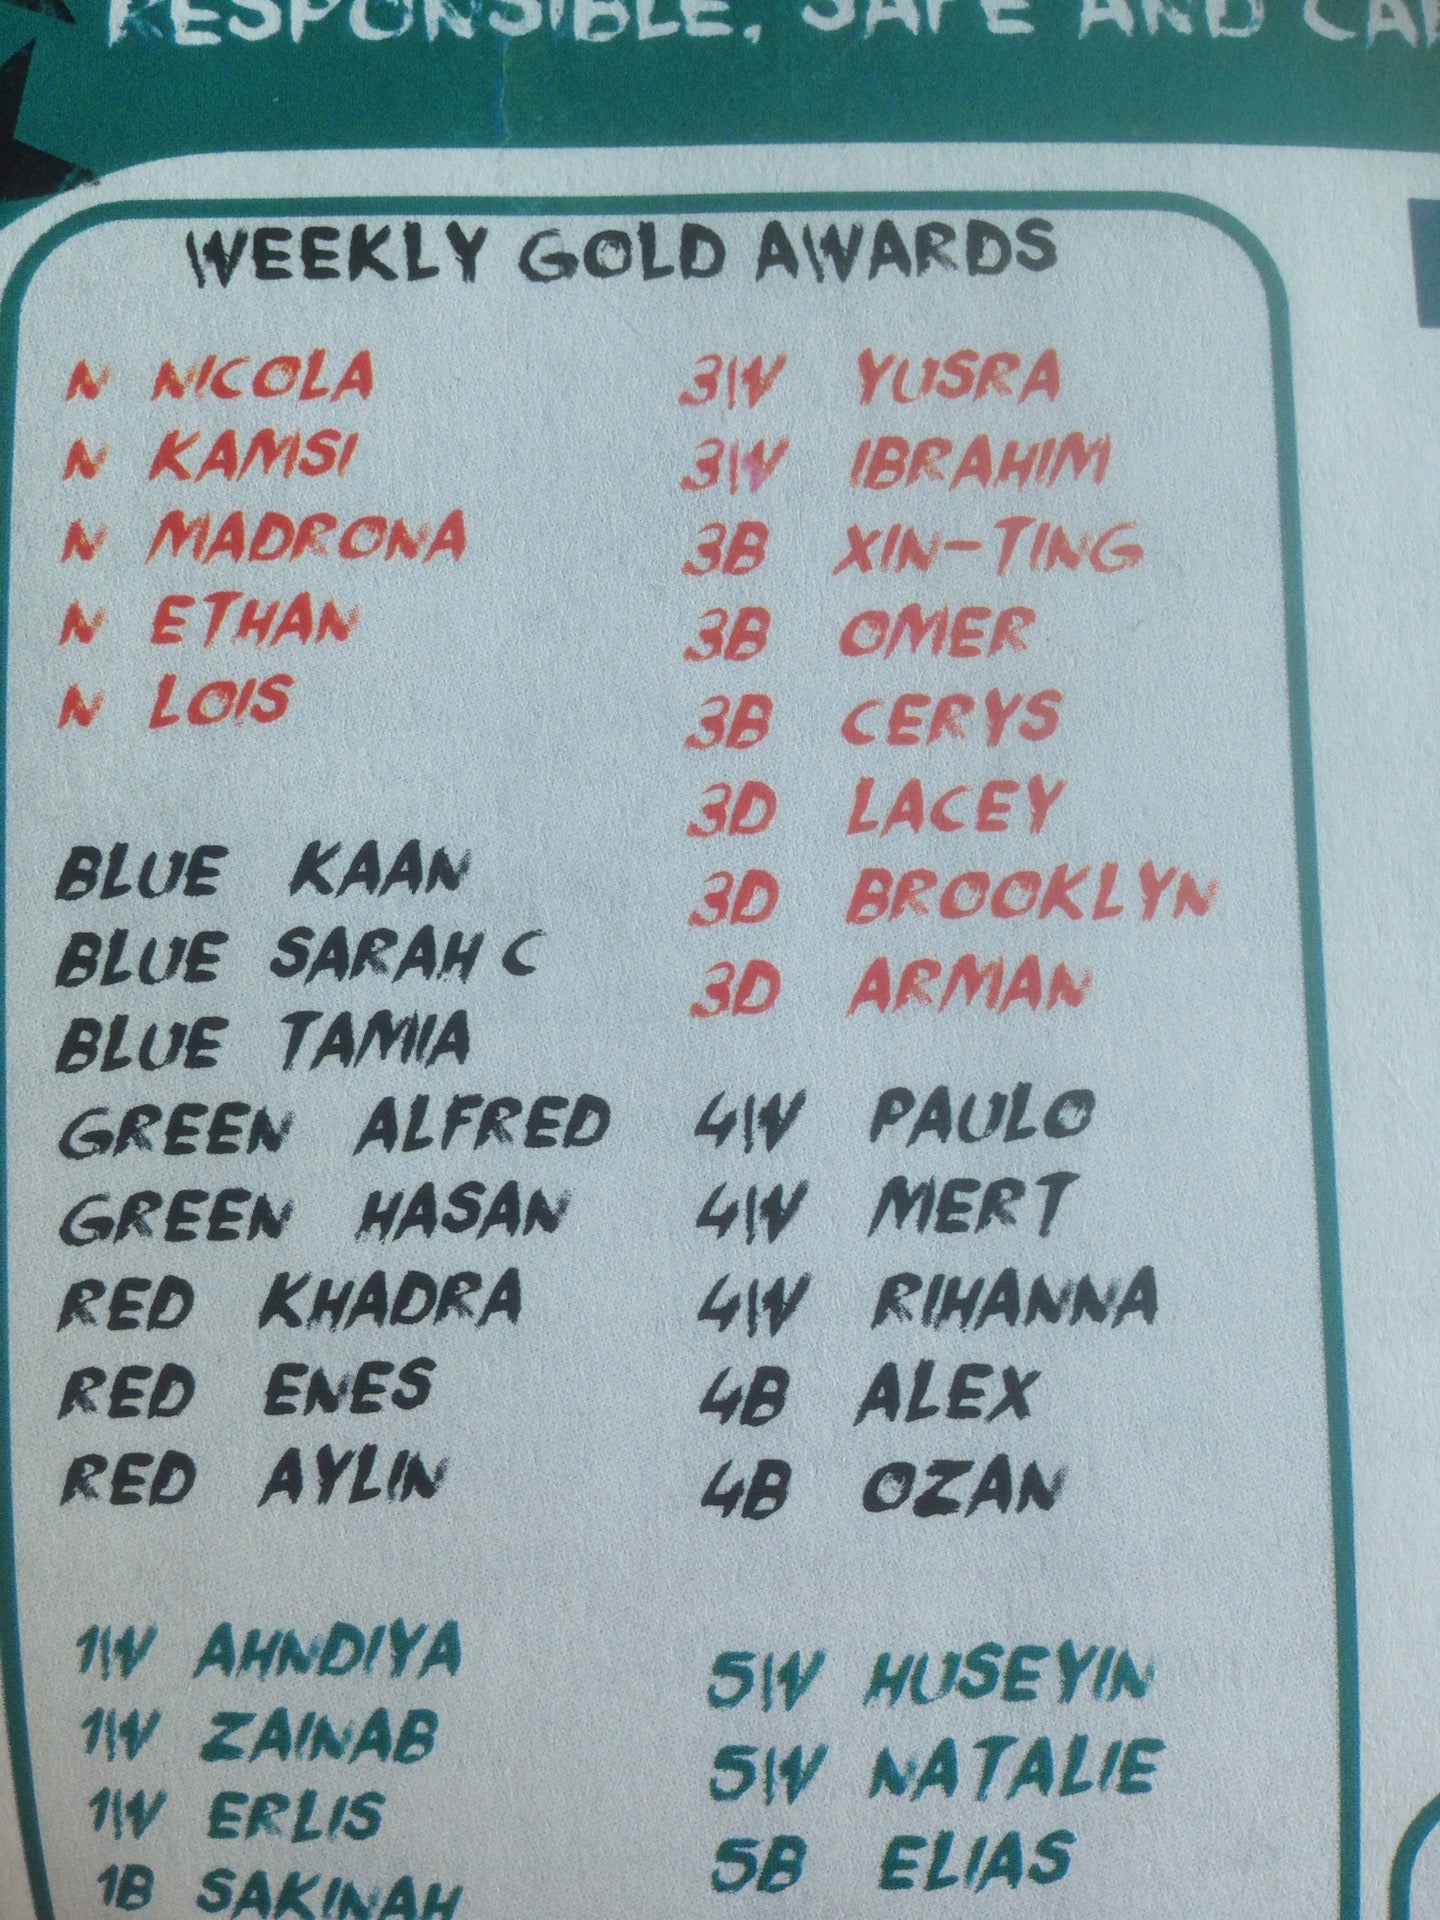 RESPONSIBLE, SAFE AND
WEEKLY GOLD AWARDS
N NICOLA
N KAMSI
N MADRONA
N ETHAN
N LOIS
BLUE KAAN
BLUE SARAH C
BLUE TAMIA
GREEN ALFRED
GREEN HASAN
RED KHADRA
RED ENES
RED AYLIN
1W AHNDIYA
1W ZAINAB
1W ERLIS
1B SAKINAH
3W YUSRA
3W IBRAHIM
3B XIN-TING
3B OMER
3B CERYS
3D LACEY
3D BROOKLYN
3D ARMAN
4W PAULO
4W MERT
4W RIHANNA
4B ALEX
4B OZAN
5W HUSEYIN
5W NATALIE
5B ELIAS